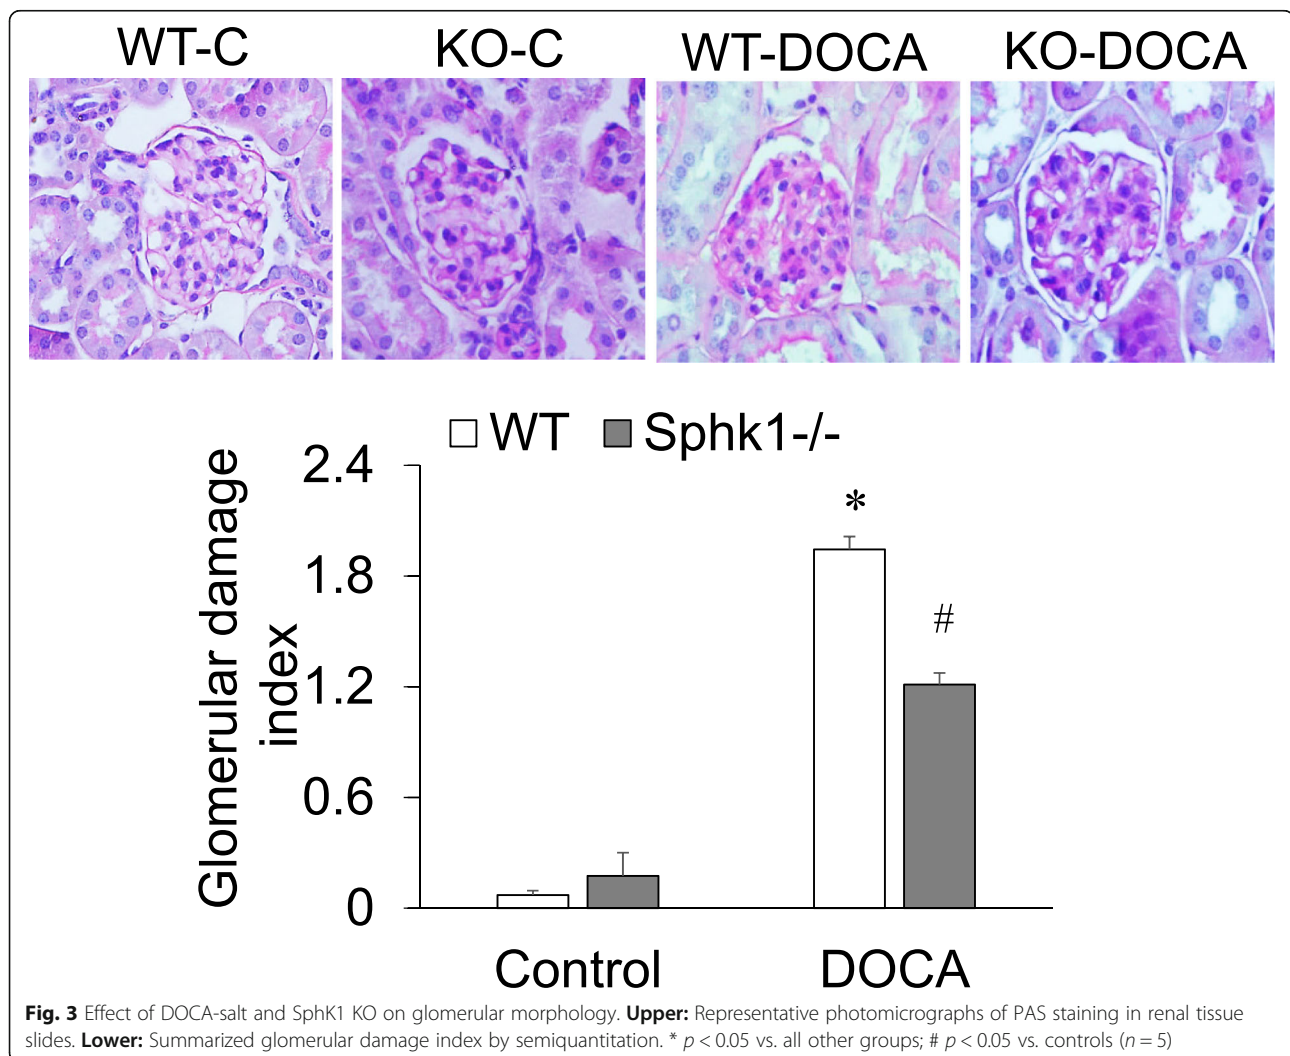 WT-C KO-C WT-DOCA KO-DOCA
WT Sphk1-/-
Glomerular damage
index
2.4
1.8
1.2
0.6
0
*
#
Control DOCA
Fig. 3 Effect of DOCA-salt and SphK1 KO on glomerular morphology. Upper: Representative photomicrographs of PAS staining in renal tissue
slides. Lower: Summarized glomerular damage index by semiquantitation. * p < 0.05 vs. all other groups; # p < 0.05 vs. controls (n = 5)